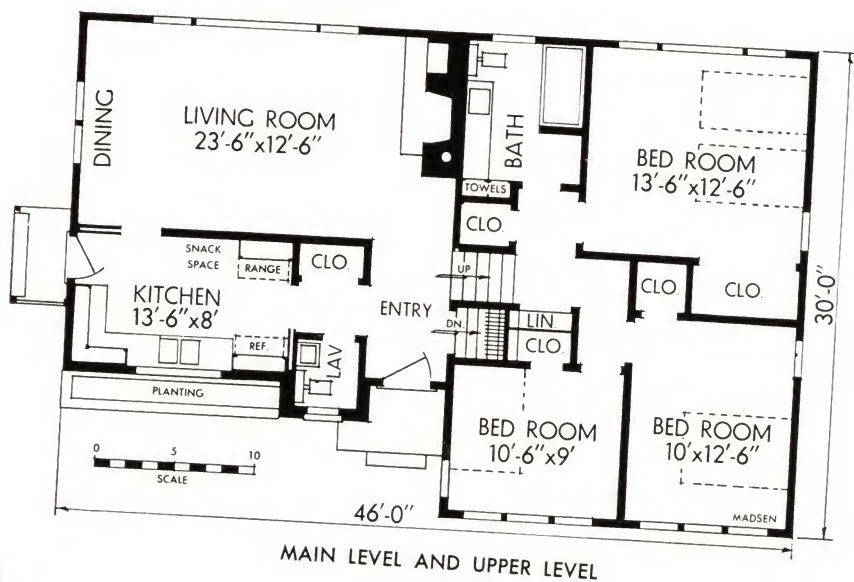 DINING
LIVING ROOM
23'-6"x12'-6"
BATH
TOWELS
CLO.
BED ROOM
13'-6"x12'-6"
SNACK
SPACE
RANGE
CLO.
KITCHEN
13'-6"x8'
REF.
LAV
ENTRY
UP
DN.
LIN.
CLO.
CLO.
CLO.
30'-0"
PLANTING
BED ROOM
10'-6"x9'
BED ROOM
10'x12'-6"
0 5 10
SCALE
MADSEN
46'-0"
MAIN LEVEL AND UPPER LEVEL